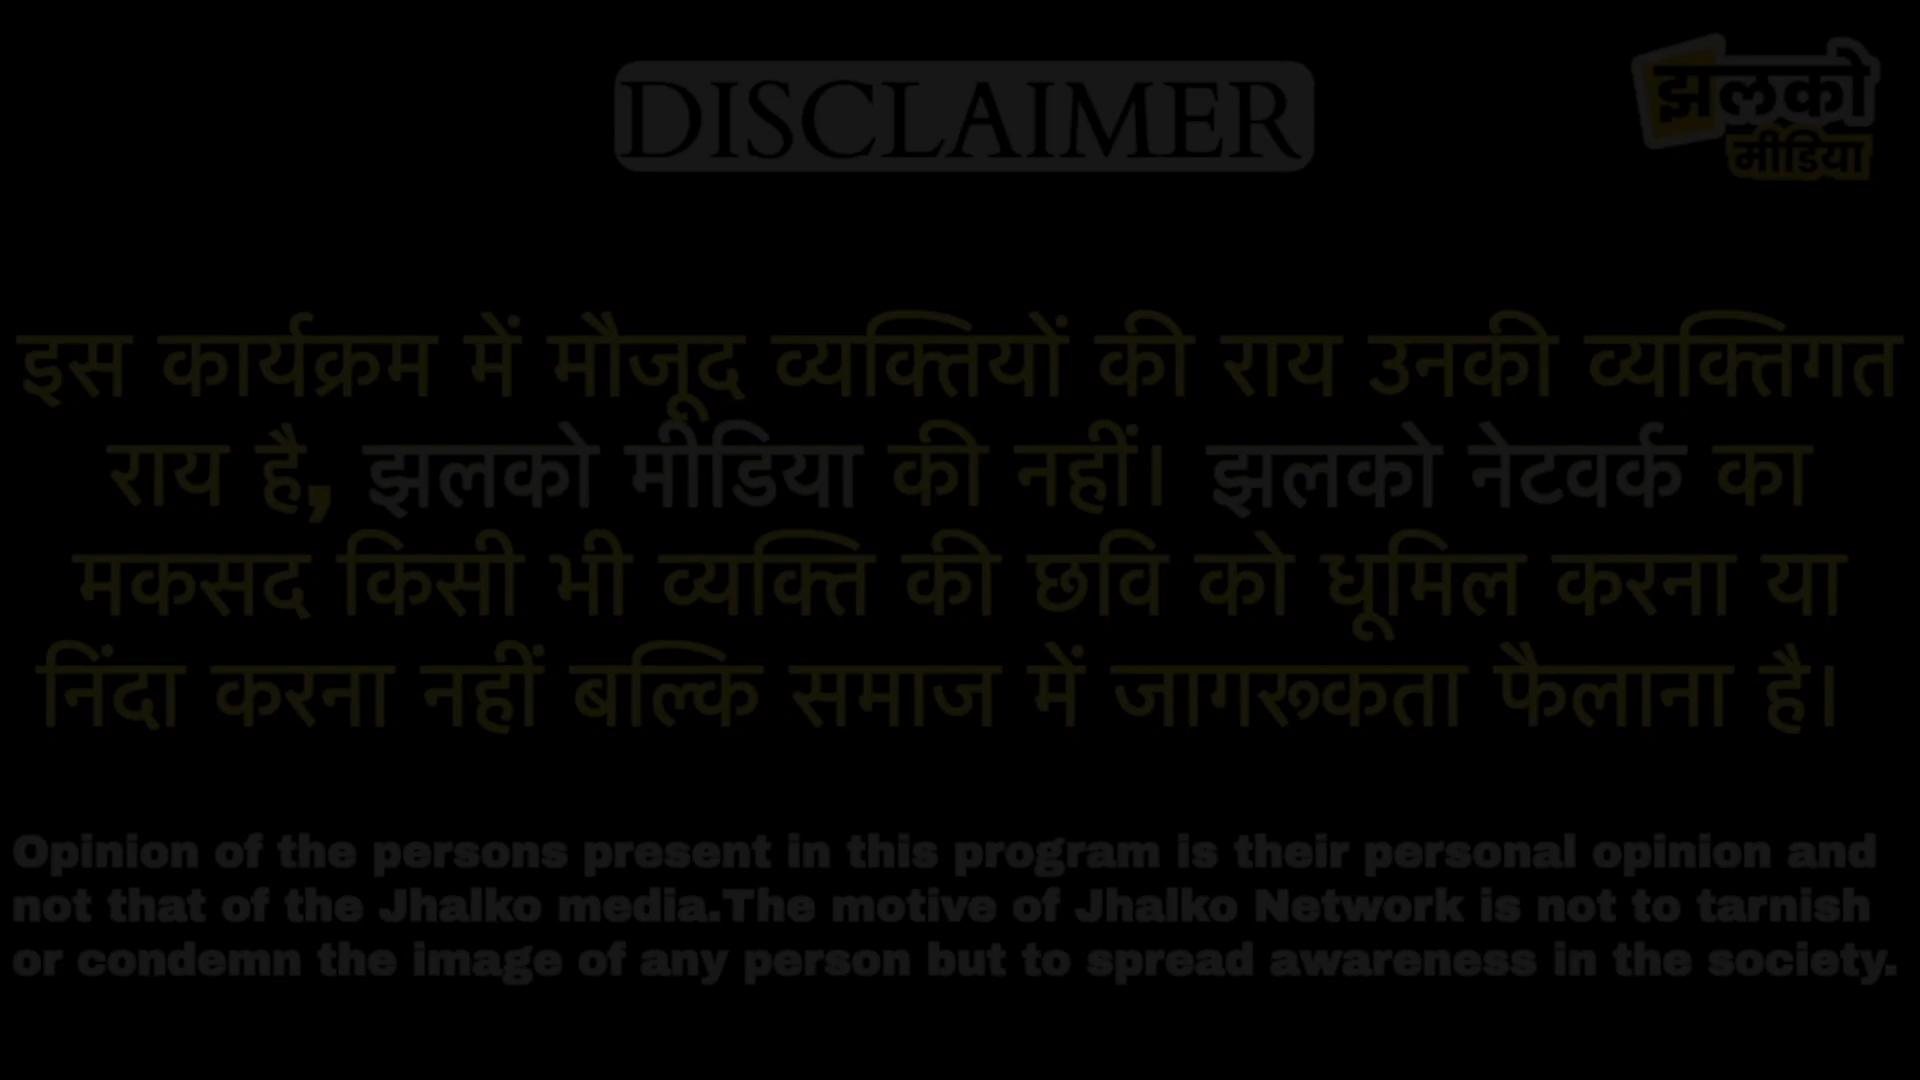 DISCLAIMER
झलको
मीडिया
इस कार्यक्रम में मौजूद व्यक्तियों की राय उनकी व्यक्तिगत
राय है, झलको मीडिया की नहीं। झलको नेटवर्क का
मकसद किसी भी व्यक्ति की छवि को धूमिल करना या
निंदा करना नहीं बल्कि समाज में जागरूकता फैलाना है।
Opinion of the persons present in this program is their personal opinion and
not that of the Jhalko media.The motive of Jhalko Network is not to tarnish
or condemn the image of any person but to spread awareness in the society.